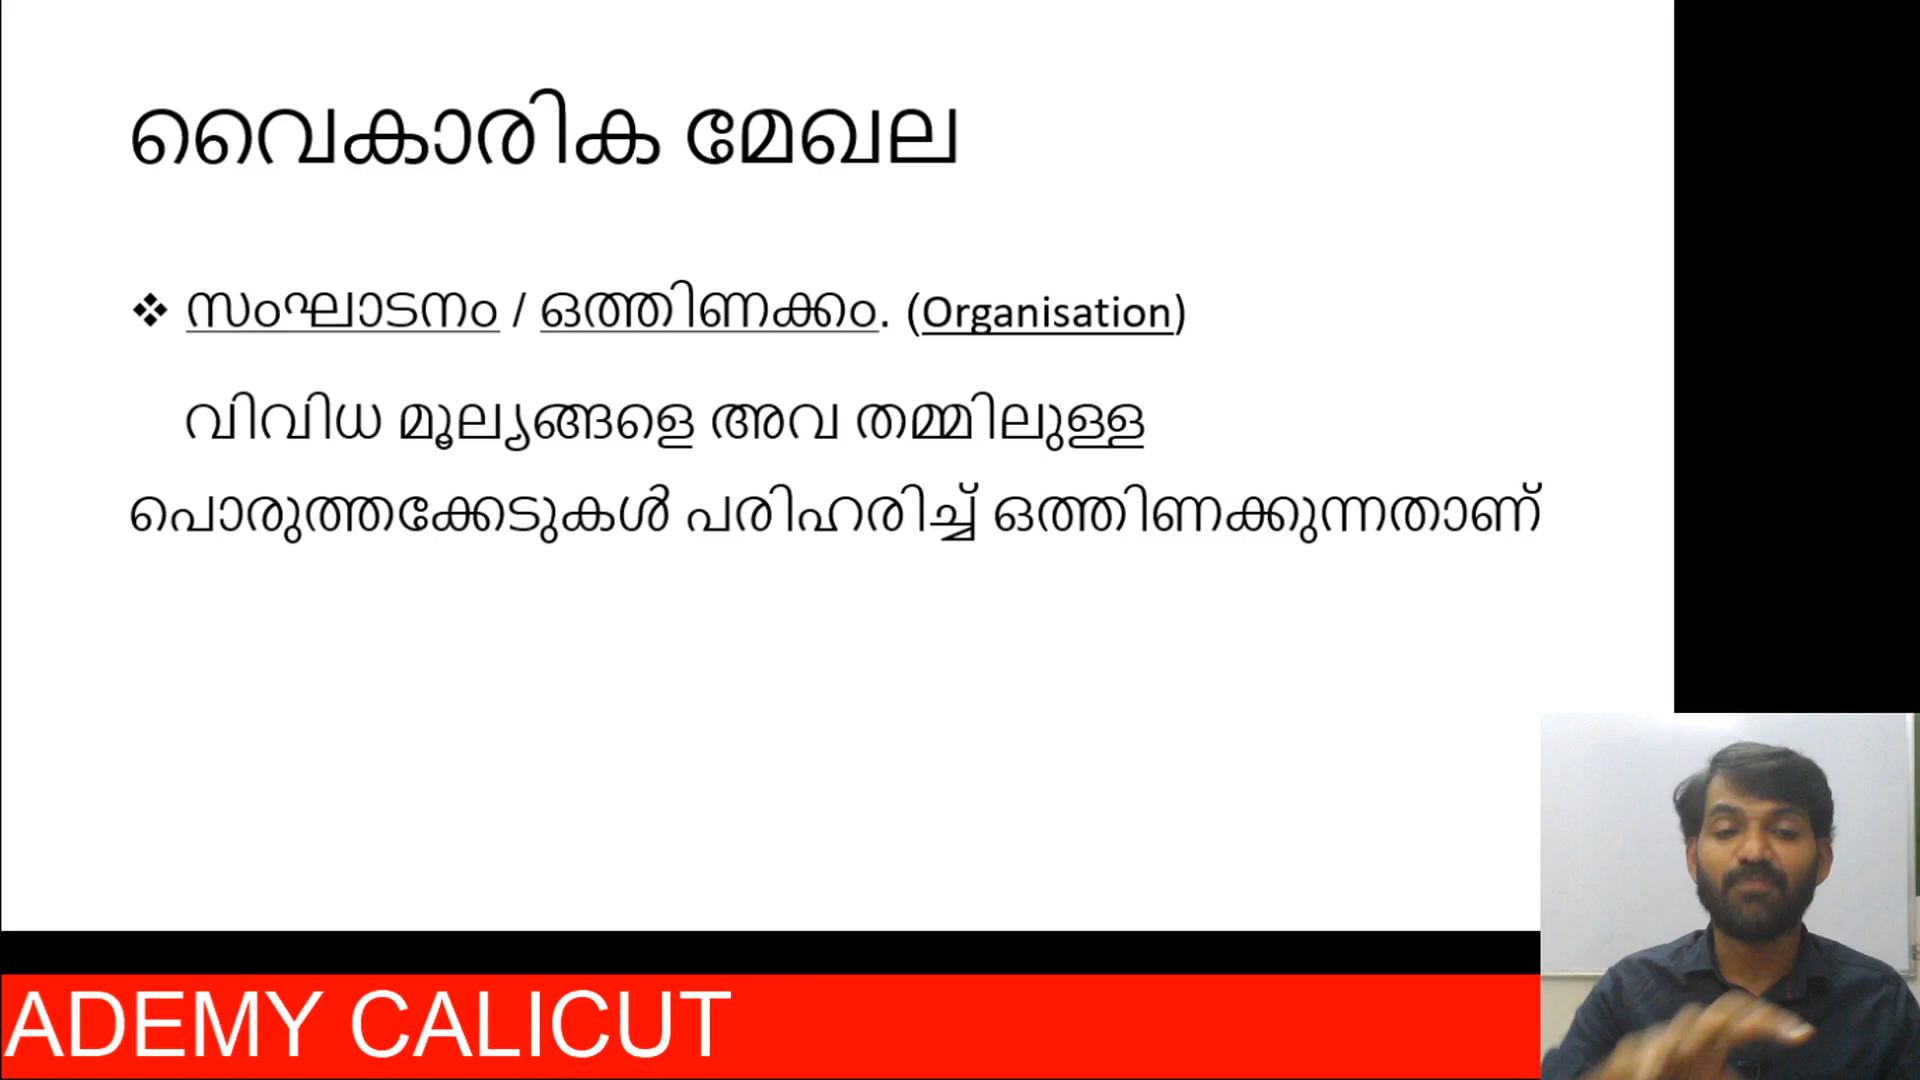 വൈകാരിക മേഖല
❖ സംഘാടനം / ഒത്തിണക്കം. (Organisation)
വിവിധ മൂല്യങ്ങളെ അവ തമ്മിലുള്ള
പൊരുത്തക്കേടുകൾ പരിഹരിച്ച് ഒത്തിണക്കുന്നതാണ്
ADEMY CALICUT